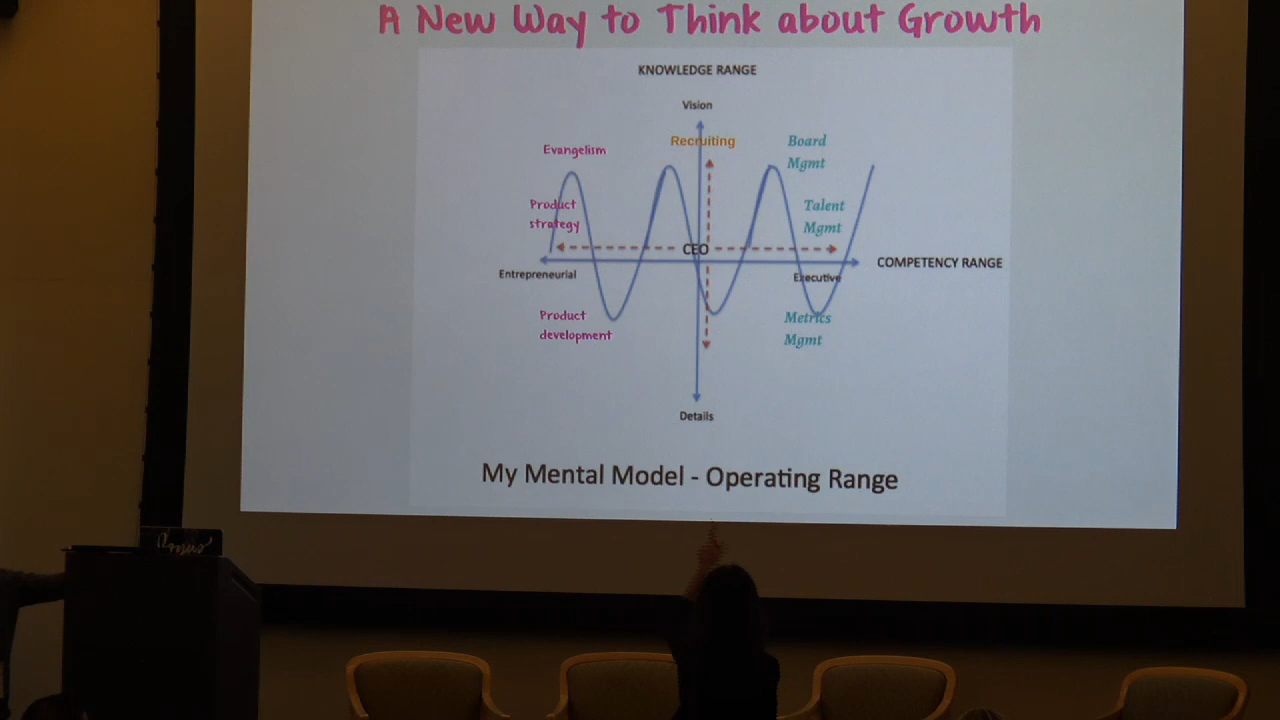 A New Way to Think about Growth
KNOWLEDGE RANGE
Vision
Recruiting
Evangelism
Board
Mgmt
Product
strategy
Talent
Mgmt
CEO
Entrepreneurial
Executive
COMPETENCY RANGE
Product
development
Metrics
Mgmt
Details
My Mental Model - Operating Range